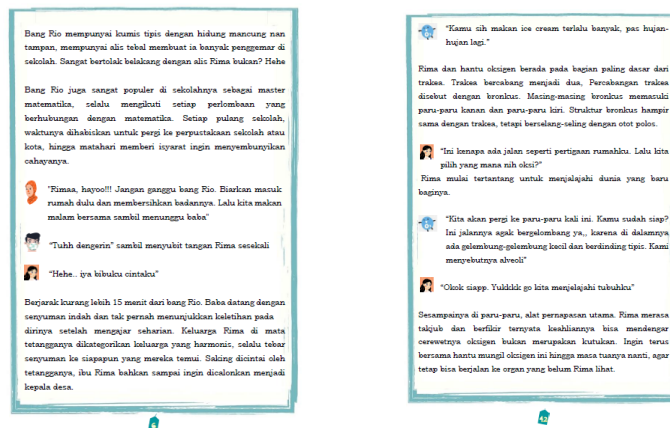 Bang Rio mempunyai kumis tipis dengan hidung mancung nan
tampan, mempunyai alis tebal membuat ia banyak penggemar di
sekolah. Sangat bertolak belakang dengan alis Rima bukan? Hehe
Bang Rio juga sangat populer di sekolahnya sebagai master
matematika, selalu mengikuti setiap perlombaan yang
berhubungan dengan matematika. Setiap pulang sekolah,
waktunya dihabiskan untuk pergi ke perpustakaan sekolah atau
kota, hingga matahari memberi isyarat ingin menyembunyikan
cahayanya.
"Rimaa, hayoo!!! Jangan ganggu bang Rio. Biarkan masuk
rumah dulu dan membersihkan badannya. Lalu kita makan
malam bersama sambil menunggu baba"
"Tuhh dengerin" sambil menyubit tangan Rima sesekali
"Hehe.. iya bibuku cintaku"
Berjarak kurang lebih 15 menit dari bang Rio. Baba datang dengan
senyuman indah dan tak pernah menunjukkan keletihan pada
dirinya setelah mengajar seharian. Keluarga Rima di mata
tetangganya dikategorikan keluarga yang harmonis, selalu tebar
senyuman ke siapapun yang mereka temui. Saking dicintai oleh
tetangganya, ibu Rima bahkan sampai ingin dicalonkan menjadi
kepala desa.
"Kamu sih makan ice cream terlalu banyak, pas hujan-
hujan lagi."
Rima dan hantu oksigen berada pada bagian paling dasar dari
trakea. Trakea bercabang menjadi dua, Percabangan trakea
disebut dengan bronkus. Masing-masing bronkus memasuki
paru-paru kanan dan paru-paru kiri. Struktur bronkus hampir
sama dengan trakea, tetapi berselang-seling dengan otot polos.
"Ini kenapa ada jalan seperti pertigaan rumahku. Lalu kita
pilih yang mana nih oksi?"
Rima mulai tertantang untuk menjalajahi dunia yang baru
baginya.
"Kita akan pergi ke paru-paru kali ini. Kamu sudah siap?
Ini jalannya agak bergelombang ya,, karena di dalamnya
ada gelembung-gelembung kecil dan berdinding tipis. Kami
menyebutnya alveoli"
"Okok siapp. Yukkkk go kita menjelajahi tubuhku"
Sesampainya di paru-paru, alat pernapasan utama. Rima merasa
takjub dan berfikir ternyata keahliannya bisa mendengar
cerewetnya oksigen bukan merupakan kutukan. Ingin terus
bersama hantu mungil oksigen ini hingga masa tuanya nanti, agar
tetap bisa berjalan ke organ yang belum Rima lihat.